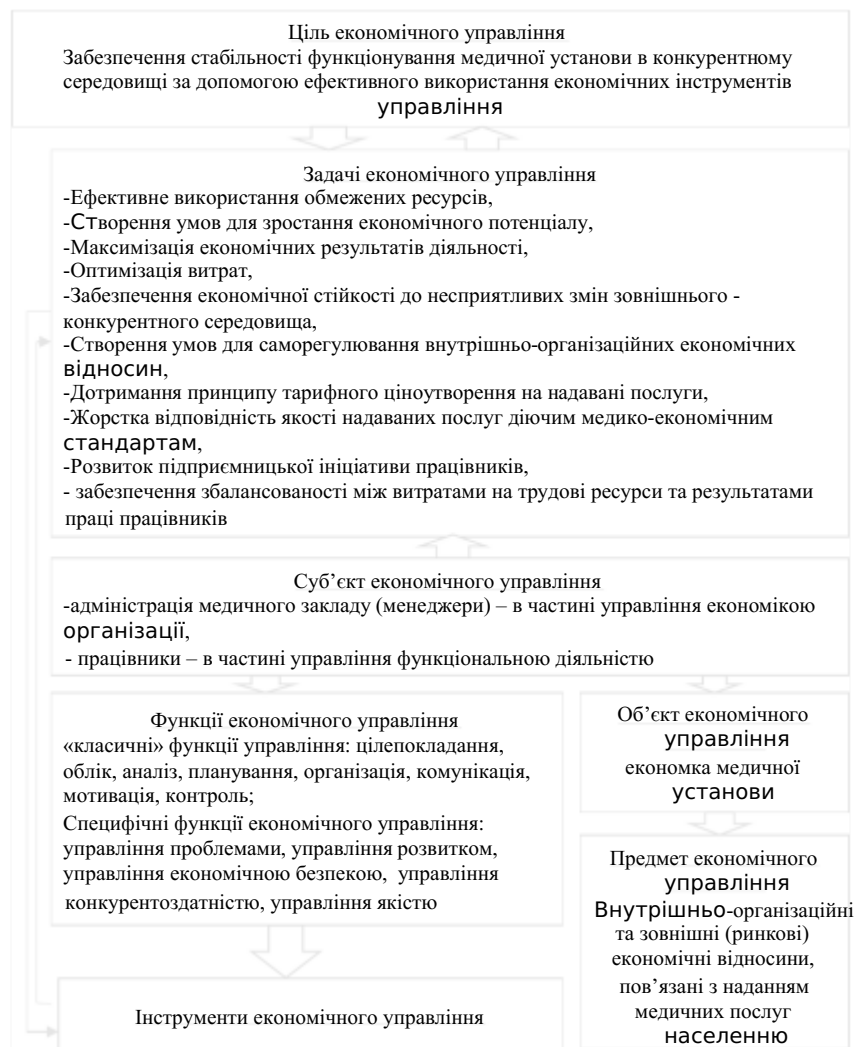 Ціль економічного управління
Забезпечення стабільності функціонування медичної установи в конкурентному
середовищі за допомогою ефективного використання економічних інструментів
управління
Задачі економічного управління
-Ефективне використання обмежених ресурсів,
-Створення умов для зростання економічного потенціалу,
-Максимізація економічних результатів діяльності,
-Оптимізація витрат,
-Забезпечення економічної стійкості до несприятливих змін зовнішнього -
конкурентного середовища,
-Створення умов для саморегулювання внутрішньо-організаційних економічних
відносин,
-Дотримання принципу тарифного ціноутворення на надавані послуги,
-Жорстка відповідність якості надаваних послуг діючим медико-економічним
стандартам,
-Розвиток підприємницької ініціативи працівників,
- забезпечення збалансованості між витратами на трудові ресурси та результатами
праці працівників
Суб’єкт економічного управління
-адміністрація медичного закладу (менеджери) – в частині управління економікою
організації,
- працівники – в частині управління функціональною діяльністю
Функції економічного управління
«класичні» функції управління: цілепокладання,
облік, аналіз, планування, організація, комунікація,
мотивація, контроль;
Специфічні функції економічного управління:
управління проблемами, управління розвитком,
управління економічною безпекою, управління
конкурентоздатністю, управління якістю
Інструменти економічного управління
Об’єкт економічного
управління
економка медичної
установи
Предмет економічного
управління
Внутрішньо-організаційні
та зовнішні (ринкові)
економічні відносини,
пов’язані з наданням
медичних послуг
населенню